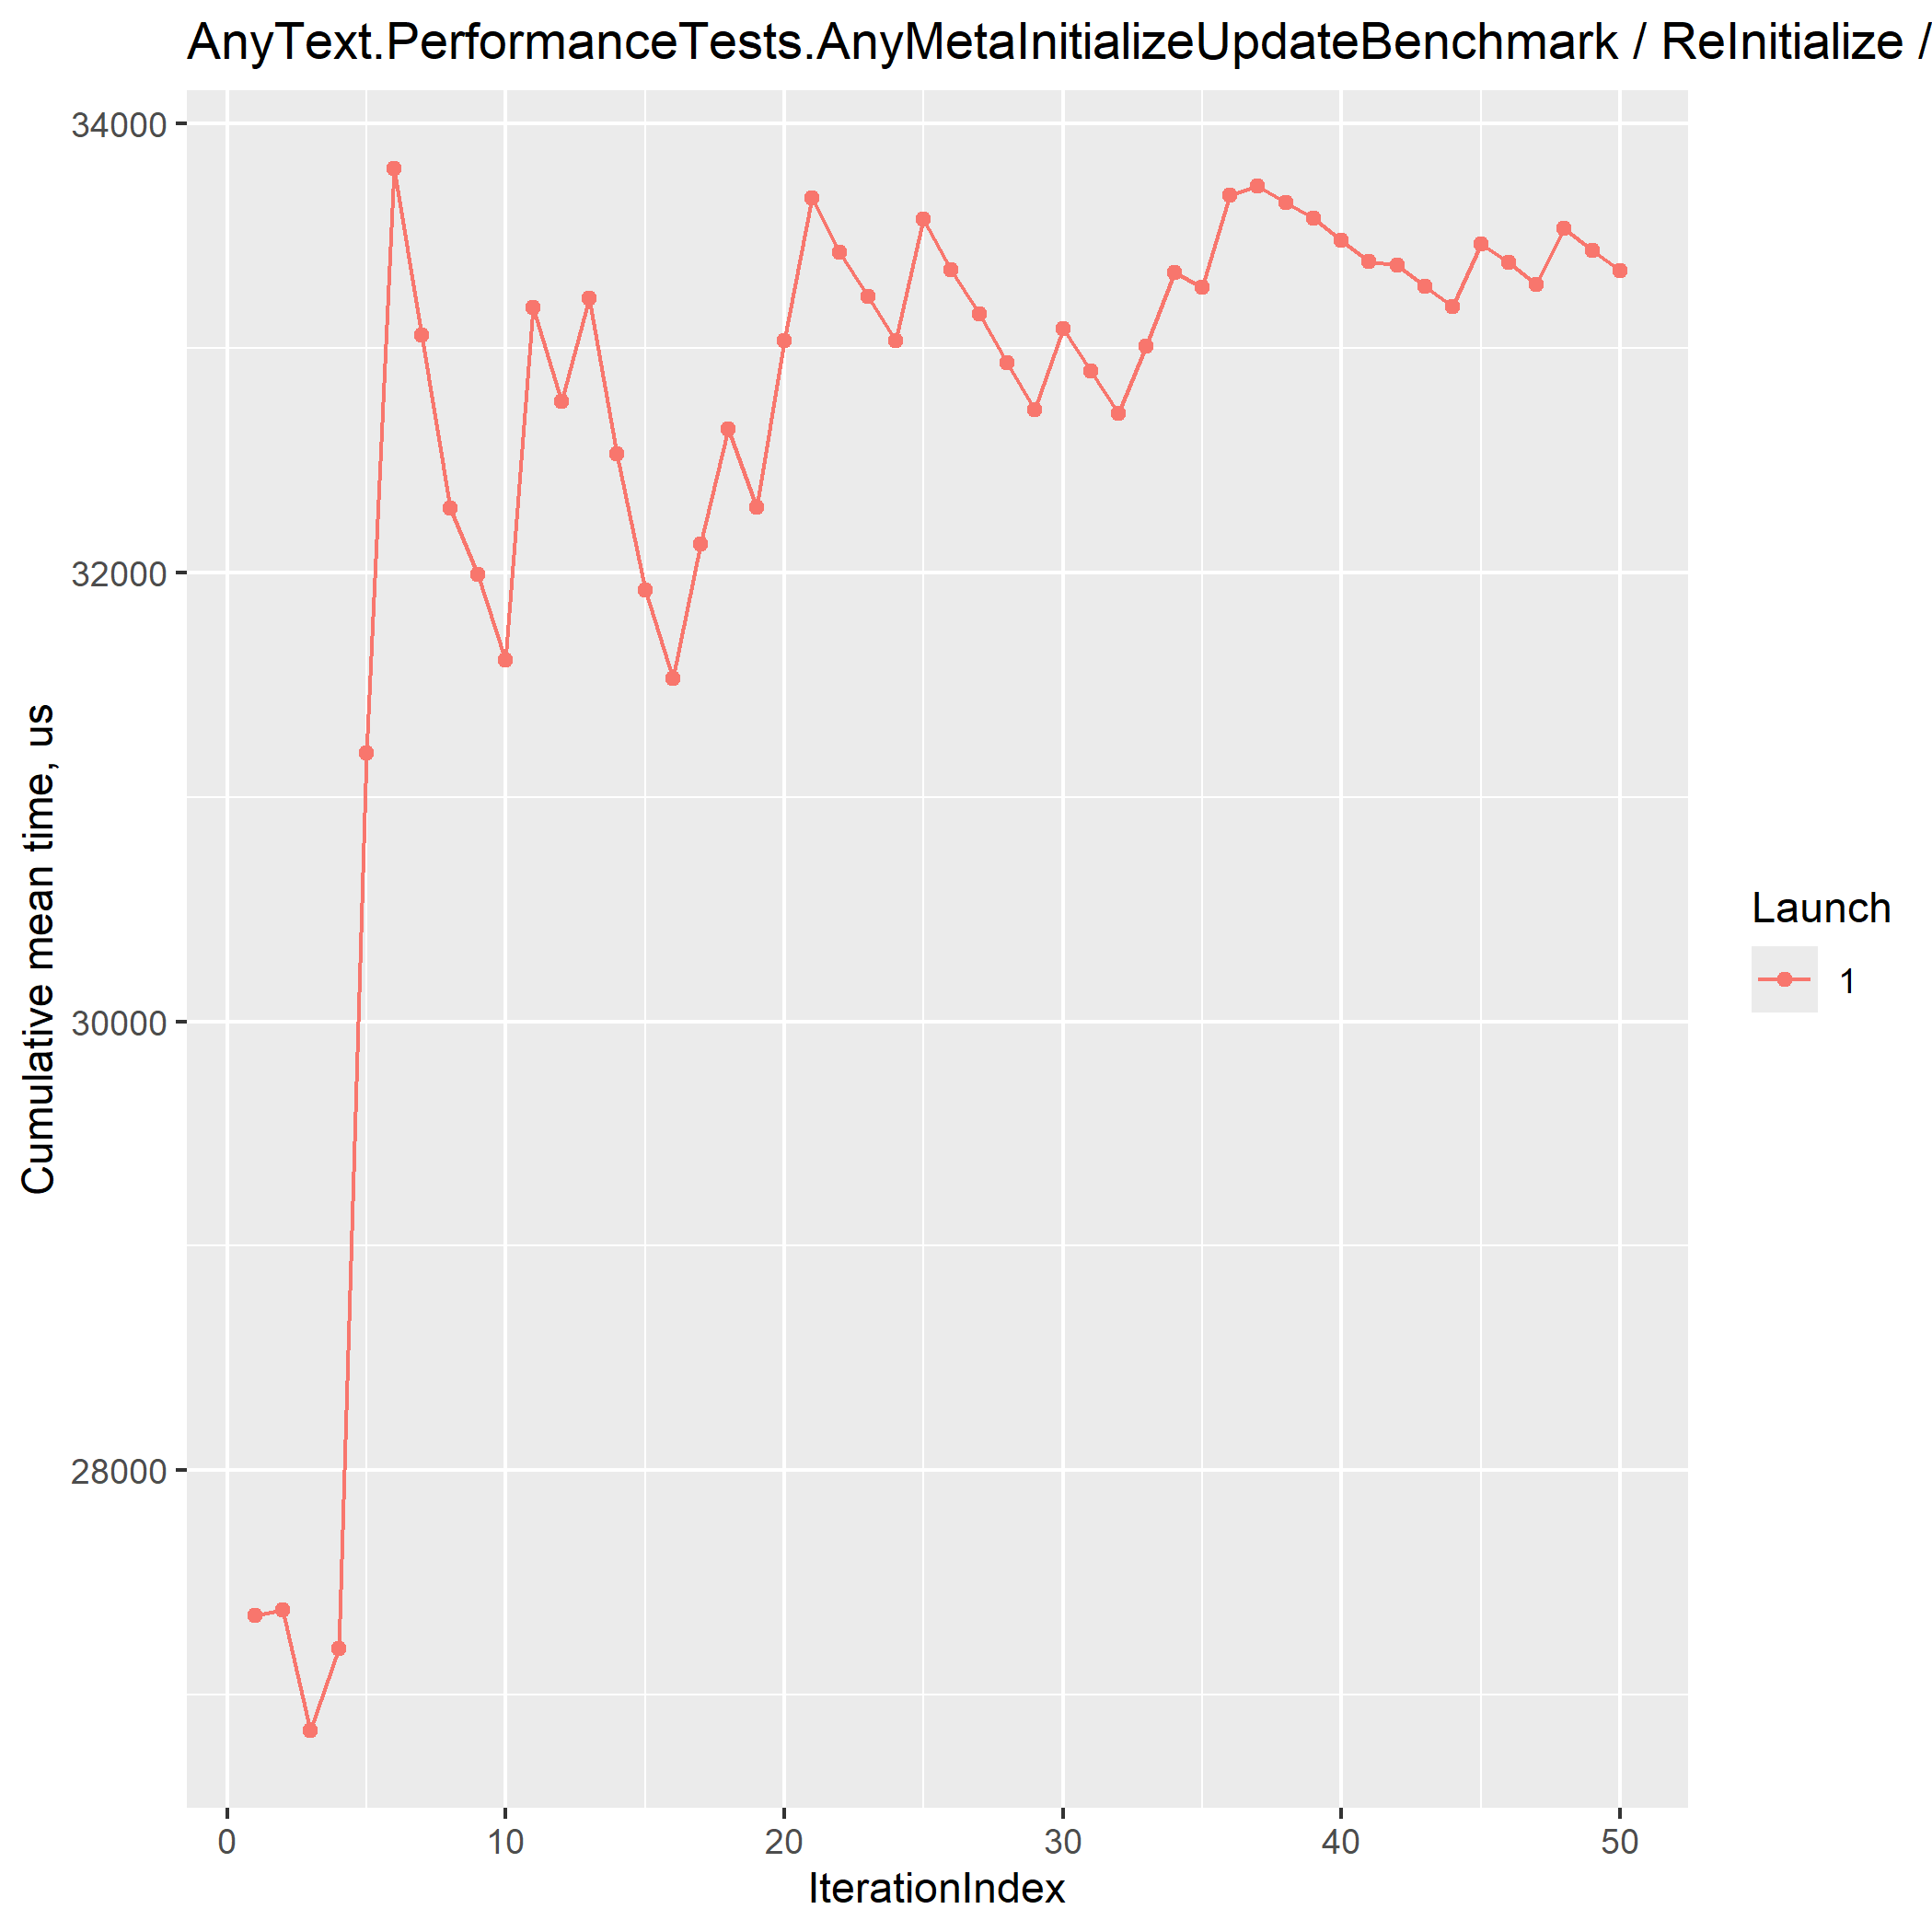 AnyText.PerformanceTests.AnyMetaInitializeUpdateBenchmark / ReInitialize /
34000
32000
30000
28000
Cumulative mean time, us
0 10 20 30 40 50
IterationIndex
Launch
1